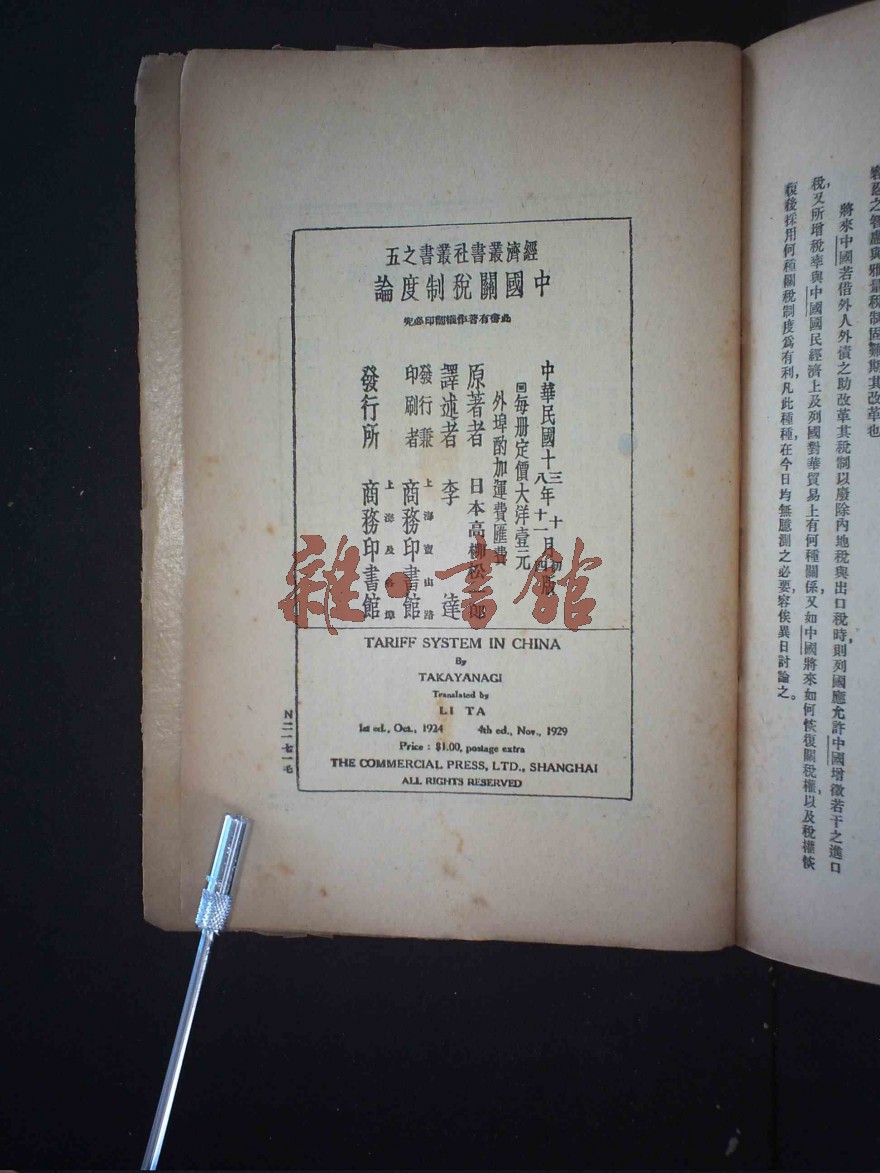 將來中國若借外人外債之助改革其稅制以廢除內地稅與出口稅時則列國應允許中國增徵若干之進口
稅，又所增稅率與中國國民經濟上及列國對華貿易上有何種關係，又如中國將來如何恢復關稅權，以及稅權恢
復後採用何種關稅制度為有利，凡此種種，在今日均無臆測之必要，容俟異日討論之。
經濟叢書社叢書之五
中國關稅制度論
此書有著作權翻印必究
中華民國十三年十月初版
十八年十一月四版
每册定價大洋壹元
外埠酌加運費匯費
原著者 日本高柳松一郎
譯述者 李達
發行兼印刷者 上海寶山路 商務印書館
發行所 上海及各埠 商務印書館
TARIFF SYSTEM IN CHINA
By
TAKAYANAGI
Translated by
LI TA
1st ed., Oct., 1924 4th ed., Nov., 1929
Price : $1.00, postage extra
THE COMMERCIAL PRESS, LTD., SHANGHAI
ALL RIGHTS RESERVED
雜·書館